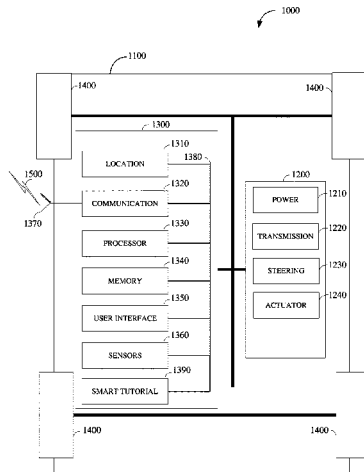 1000
1100
1400
1400
1300
1310
1380
LOCATION
1500
1320
1200
COMMUNICATION
1210
POWER
1370
1330
1220
PROCESSOR
TRANSMISSION
1340
1230
MEMORY
STEERING
1350
1240
USER INTERFACE
ACTUATOR
1360
SENSORS
1390
SMART TUTORIAL
1400
1400